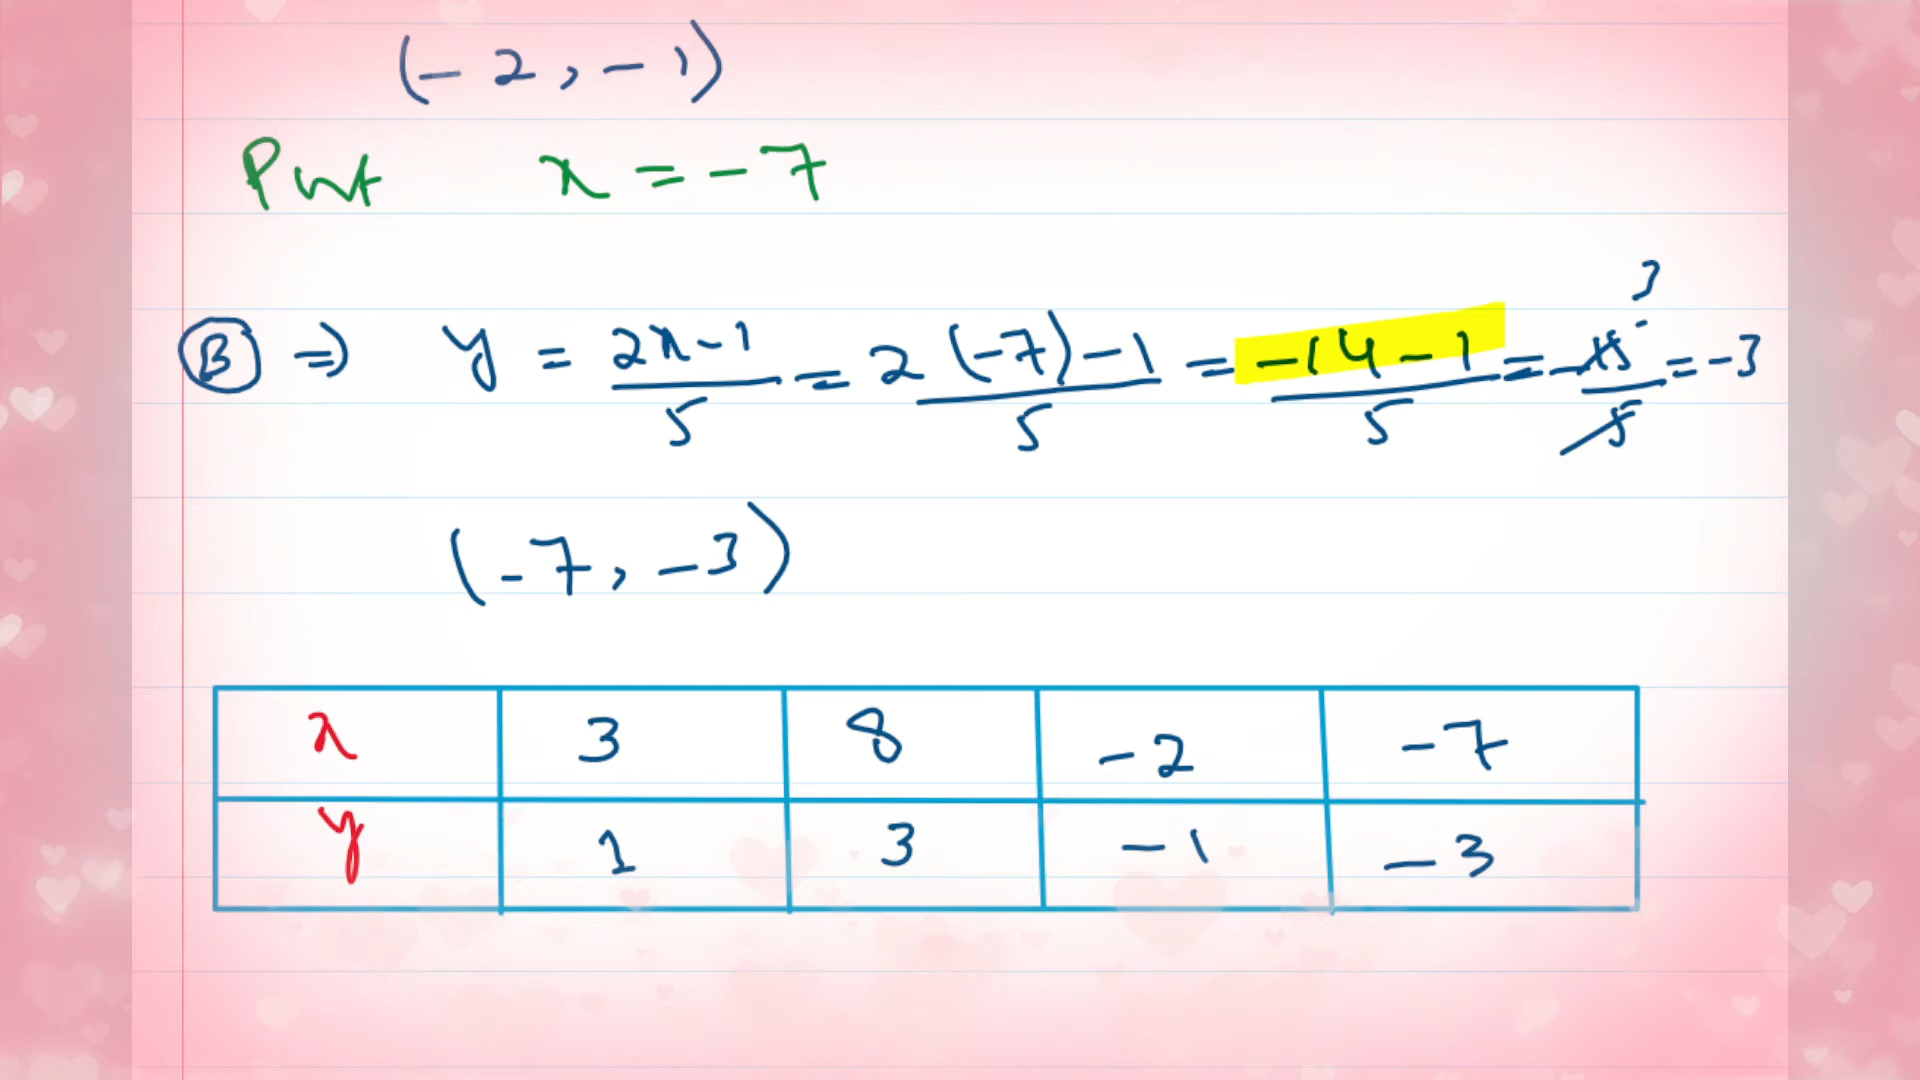 (-2, -1)
Put x = -7
(B) ⇒ y = 2x-1/5 = 2(-7)-1/5 = -14-1/5 = -15/5 3 = -3
(-7, -3)
x 3 8 -2 -7
y 1 3 -1 -3